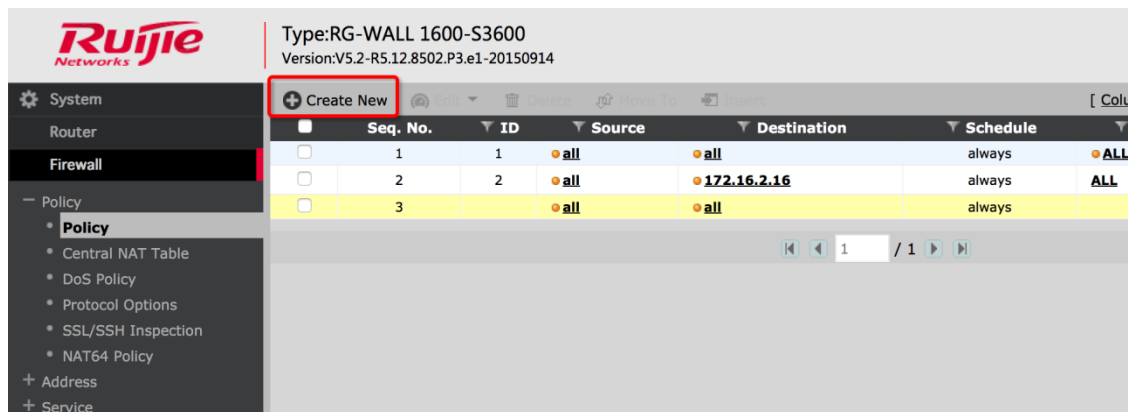 Ruijie
Networks
Type:RG-WALL 1600-S3600
Version:V5.2-R5.12.8502.P3.e1-20150914
System
Router
Firewall
Policy
Policy
Central NAT Table
DoS Policy
Protocol Options
SSL/SSH Inspection
NAT64 Policy
Address
Service
Create New Edit Delete Move To Insert [ Colu
Seq. No. ID Source Destination Schedule
1 1 all all always ALL
2 2 all 172.16.2.16 always ALL
3 all all always
1 / 1